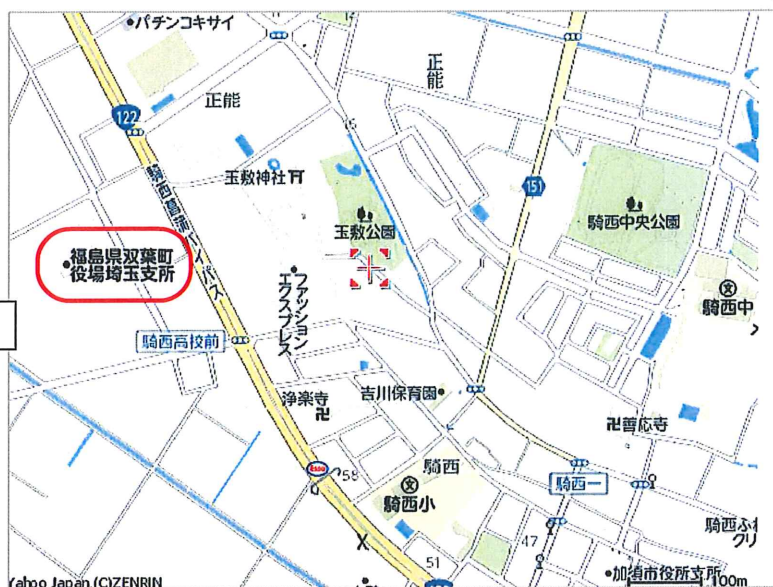 パチンコキサイ
正能
正能
122
騎西菖蒲バイパス
玉敷神社
玉敷公園
151
騎西中央公園
福島県双葉町
役場埼玉支所
ファッション
エクスプレス
騎西中
騎西高校前
浄楽寺
吉川保育園
善応寺
Esso
58
騎西
騎西小
騎西一
47
騎西ふれ
クリ
51
加須市役所支所
100m
Yahoo Japan (C)ZENRIN